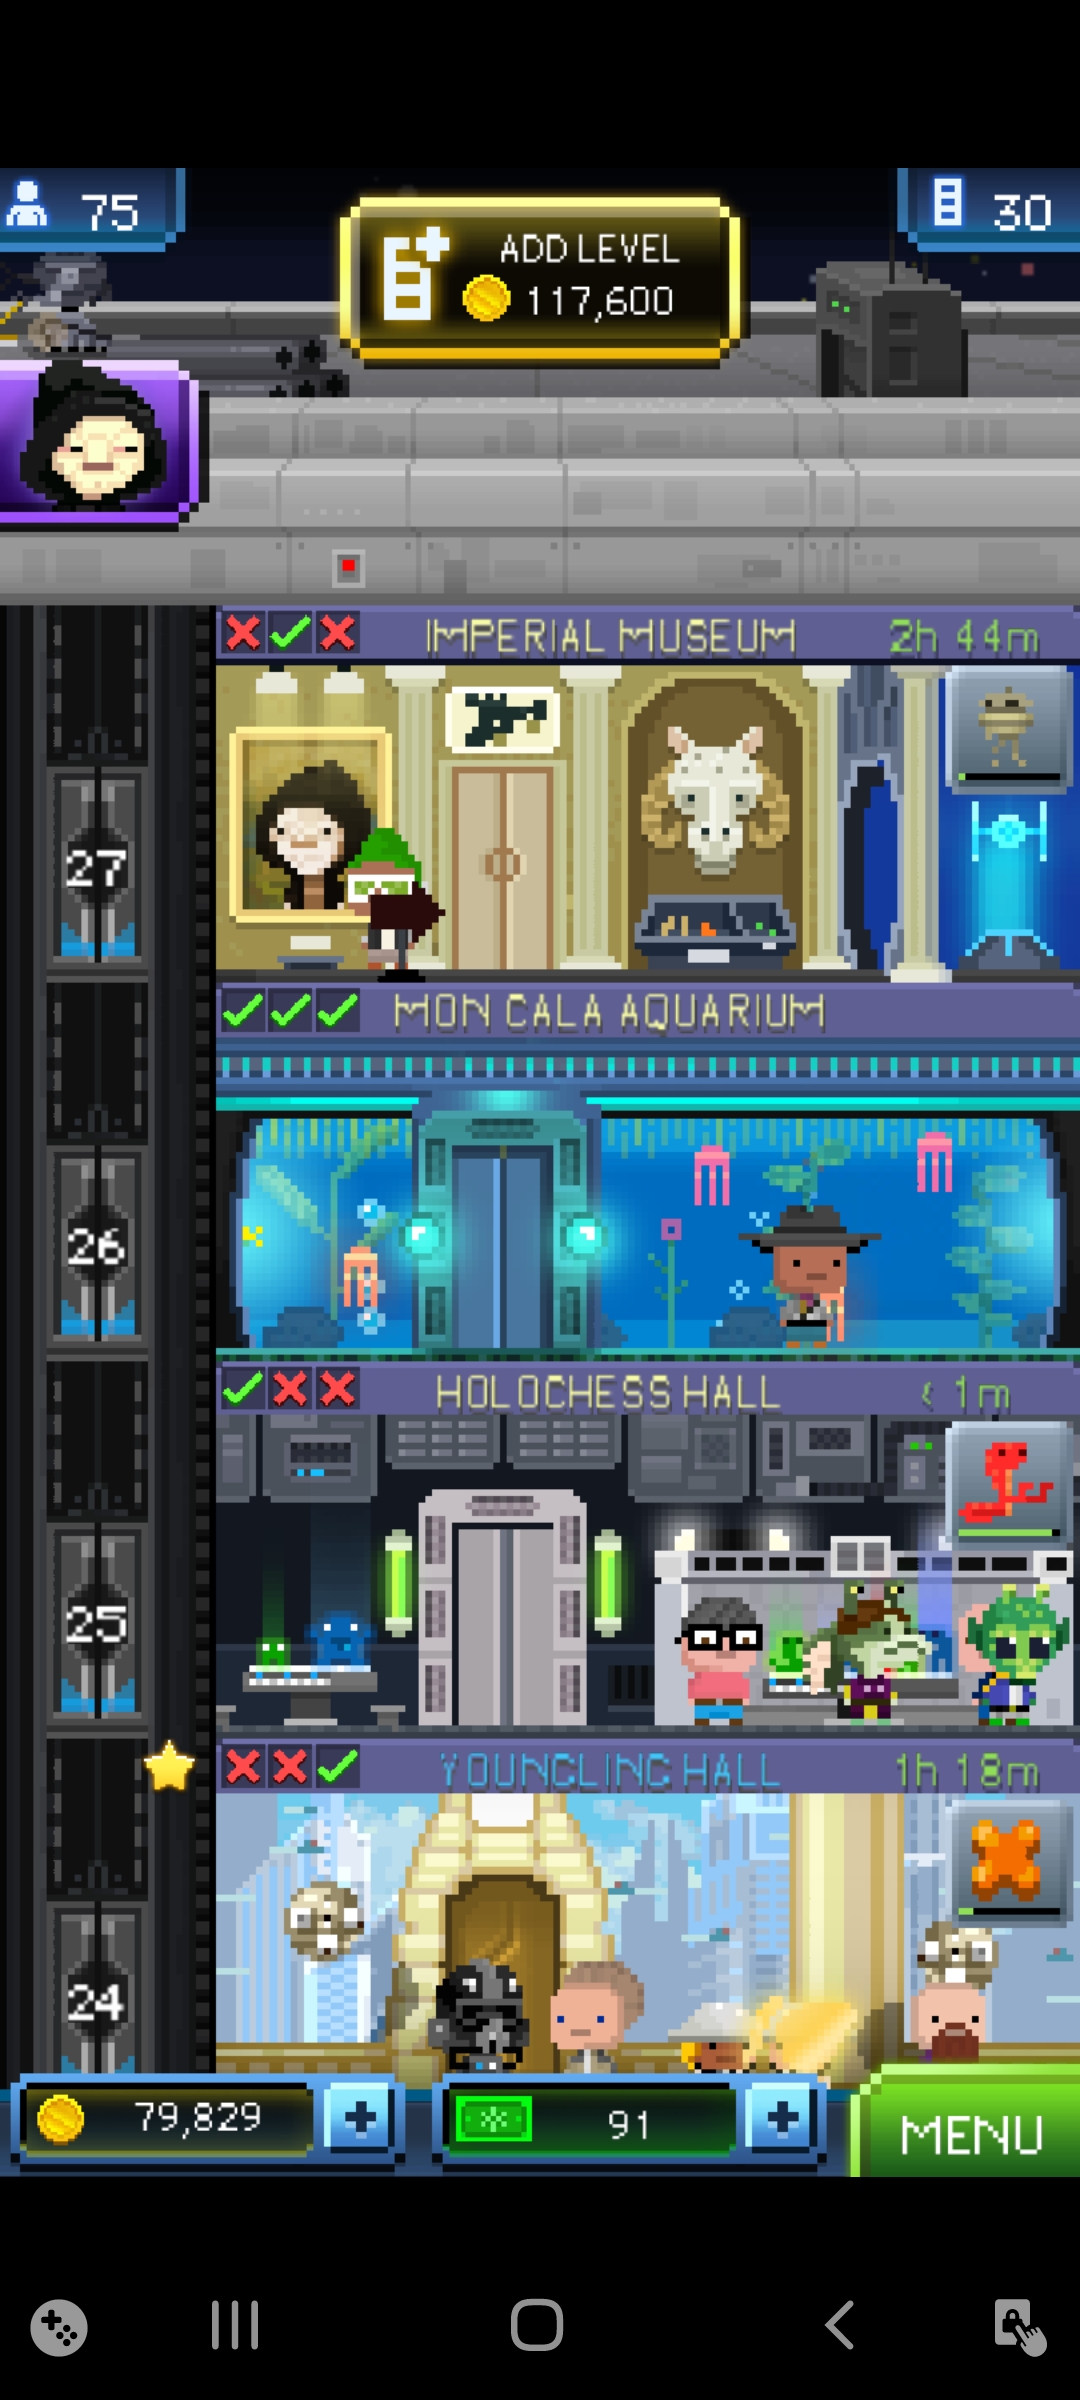 75
ADD LEVEL
117,600
30
IMPERIAL MUSEUM 2h 44m
27
MON CALA AQUARIUM
26
HOLOCHESS HALL < 1m
25
YOUNGLING HALL 1h 18m
24
79,829 +
91 +
MENU